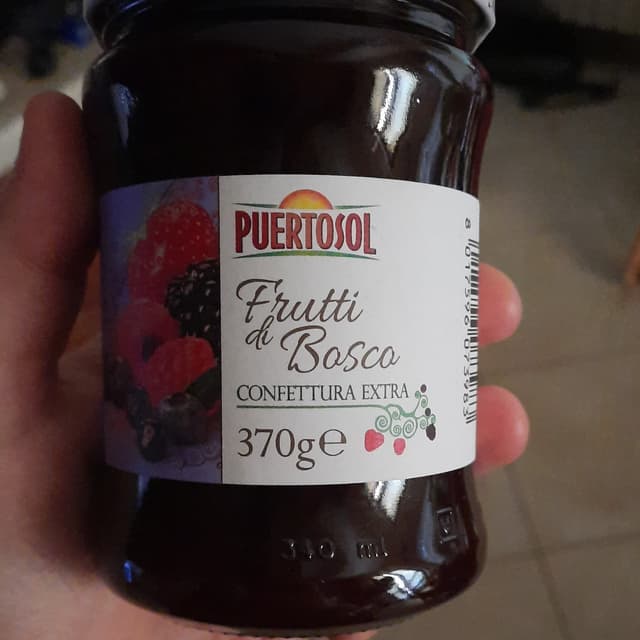 PUERTOSOL
Frutti
di Bosco
CONFETTURA EXTRA
370g℮